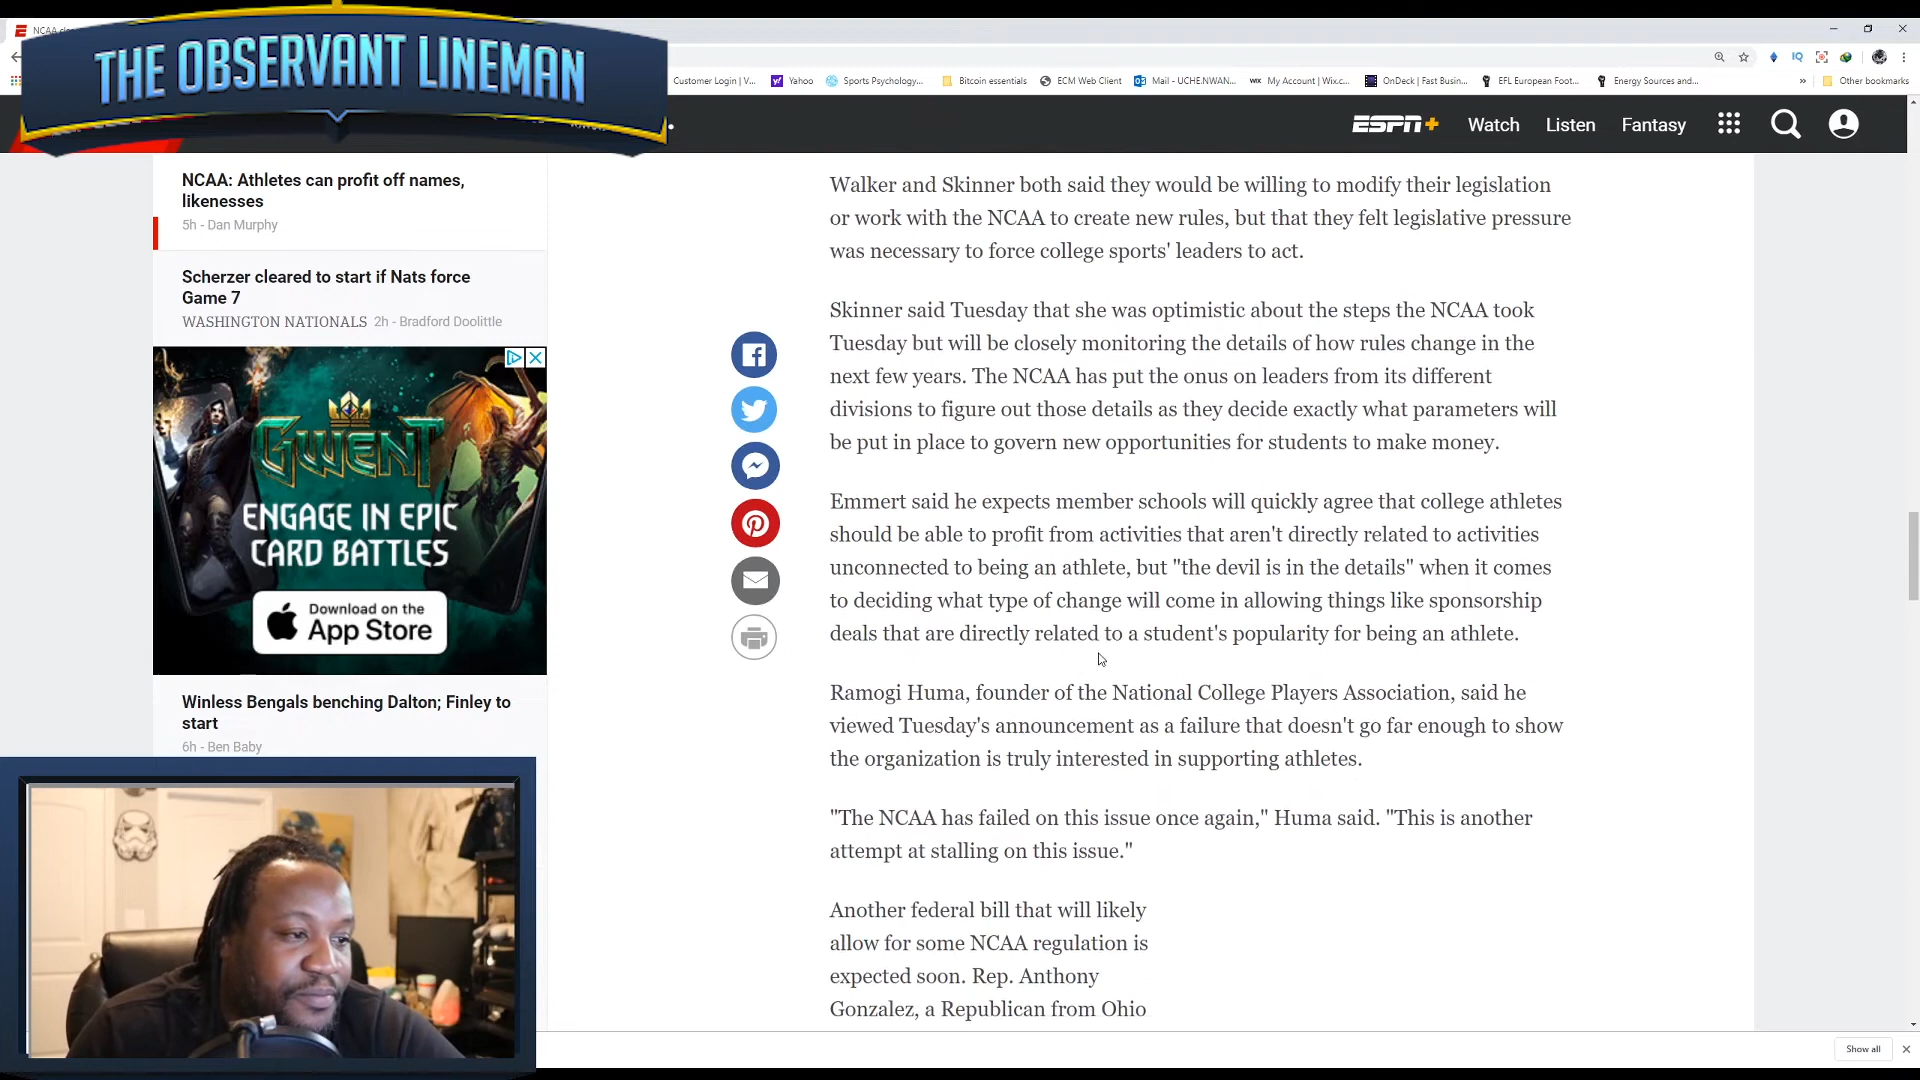 THE OBSERVANT LINEMAN
Customer Login | V...
Yahoo
Sports Psychology...
Bitcoin essentials
ECM Web Client
Mail - UCHE.NWAN...
WIX
My Account | Wix.c...
OnDeck | Fast Busin...
EFL European Foot...
Energy Sources and...
»
Other bookmarks
IQ
ESPN+
Watch
Listen
Fantasy
NCAA: Athletes can profit off names,
likenesses
5h - Dan Murphy
Scherzer cleared to start if Nats force
Game 7
WASHINGTON NATIONALS 2h - Bradford Doolittle
GWENT
ENGAGE IN EPIC
CARD BATTLES
Download on the
App Store
Winless Bengals benching Dalton; Finley to
start
6h - Ben Baby
Walker and Skinner both said they would be willing to modify their legislation
or work with the NCAA to create new rules, but that they felt legislative pressure
was necessary to force college sports' leaders to act.
Skinner said Tuesday that she was optimistic about the steps the NCAA took
Tuesday but will be closely monitoring the details of how rules change in the
next few years. The NCAA has put the onus on leaders from its different
divisions to figure out those details as they decide exactly what parameters will
be put in place to govern new opportunities for students to make money.
Emmert said he expects member schools will quickly agree that college athletes
should be able to profit from activities that aren't directly related to activities
unconnected to being an athlete, but "the devil is in the details" when it comes
to deciding what type of change will come in allowing things like sponsorship
deals that are directly related to a student's popularity for being an athlete.
Ramogi Huma, founder of the National College Players Association, said he
viewed Tuesday's announcement as a failure that doesn't go far enough to show
the organization is truly interested in supporting athletes.
"The NCAA has failed on this issue once again," Huma said. "This is another
attempt at stalling on this issue."
Another federal bill that will likely
allow for some NCAA regulation is
expected soon. Rep. Anthony
Gonzalez, a Republican from Ohio
Show all